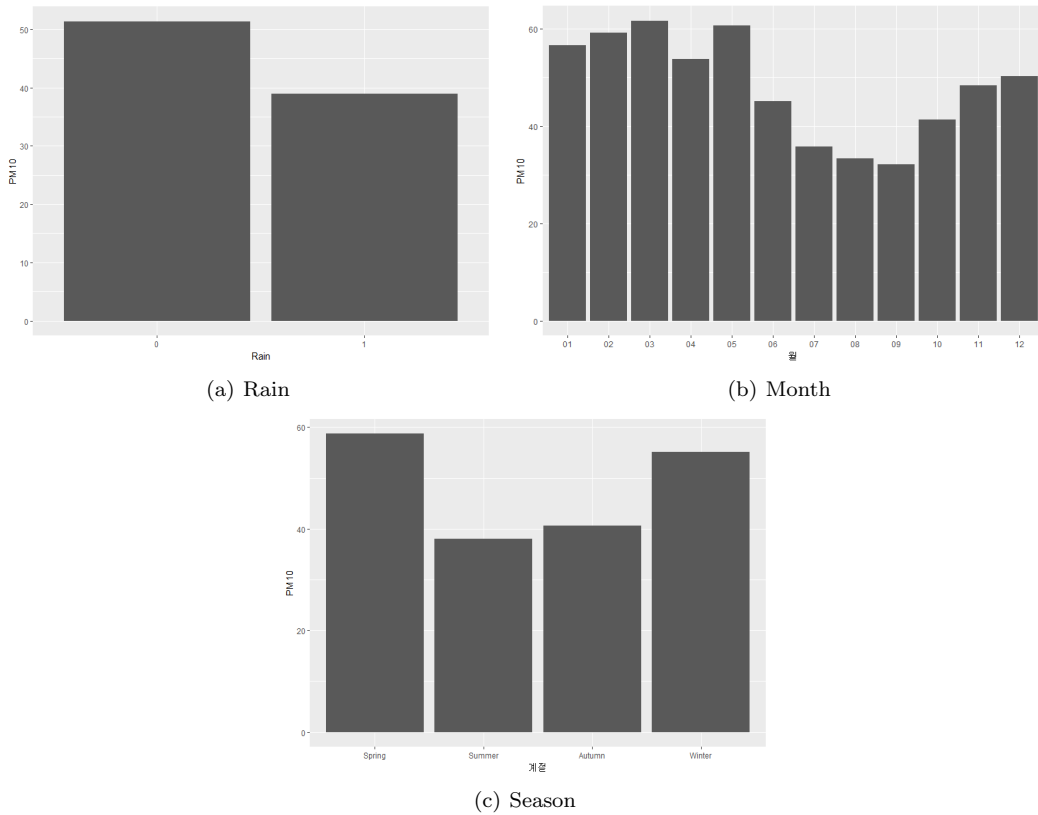 50
40
30
20
10
0
PM10
0 1
Rain
(a) Rain
60
40
20
0
PM10
01 02 03 04 05 06 07 08 09 10 11 12
월
(b) Month
60
40
20
0
PM10
Spring Summer Autumn Winter
계절
(c) Season